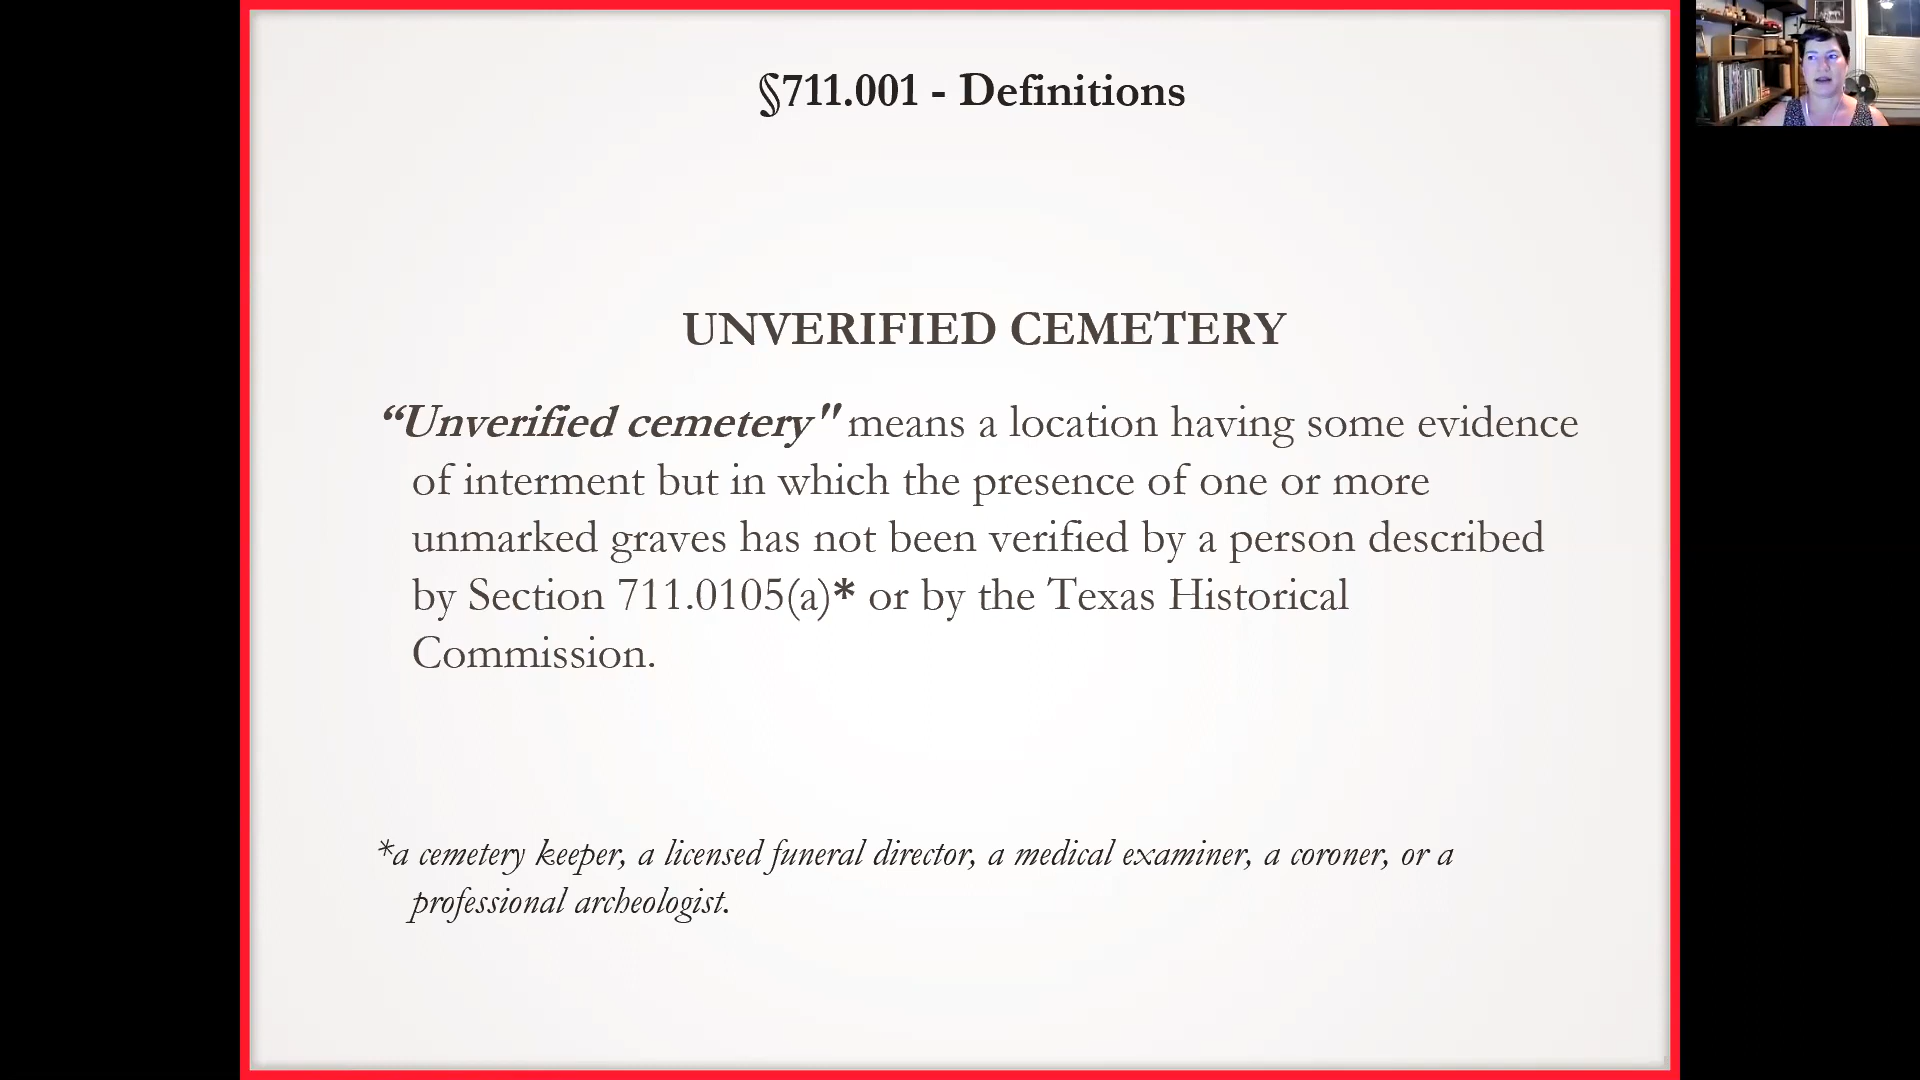 §711.001 - Definitions
UNVERIFIED CEMETERY
“Unverified cemetery" means a location having some evidence
of interment but in which the presence of one or more
unmarked graves has not been verified by a person described
by Section 711.0105(a)* or by the Texas Historical
Commission.
*a cemetery keeper, a licensed funeral director, a medical examiner, a coroner, or a
professional archeologist.